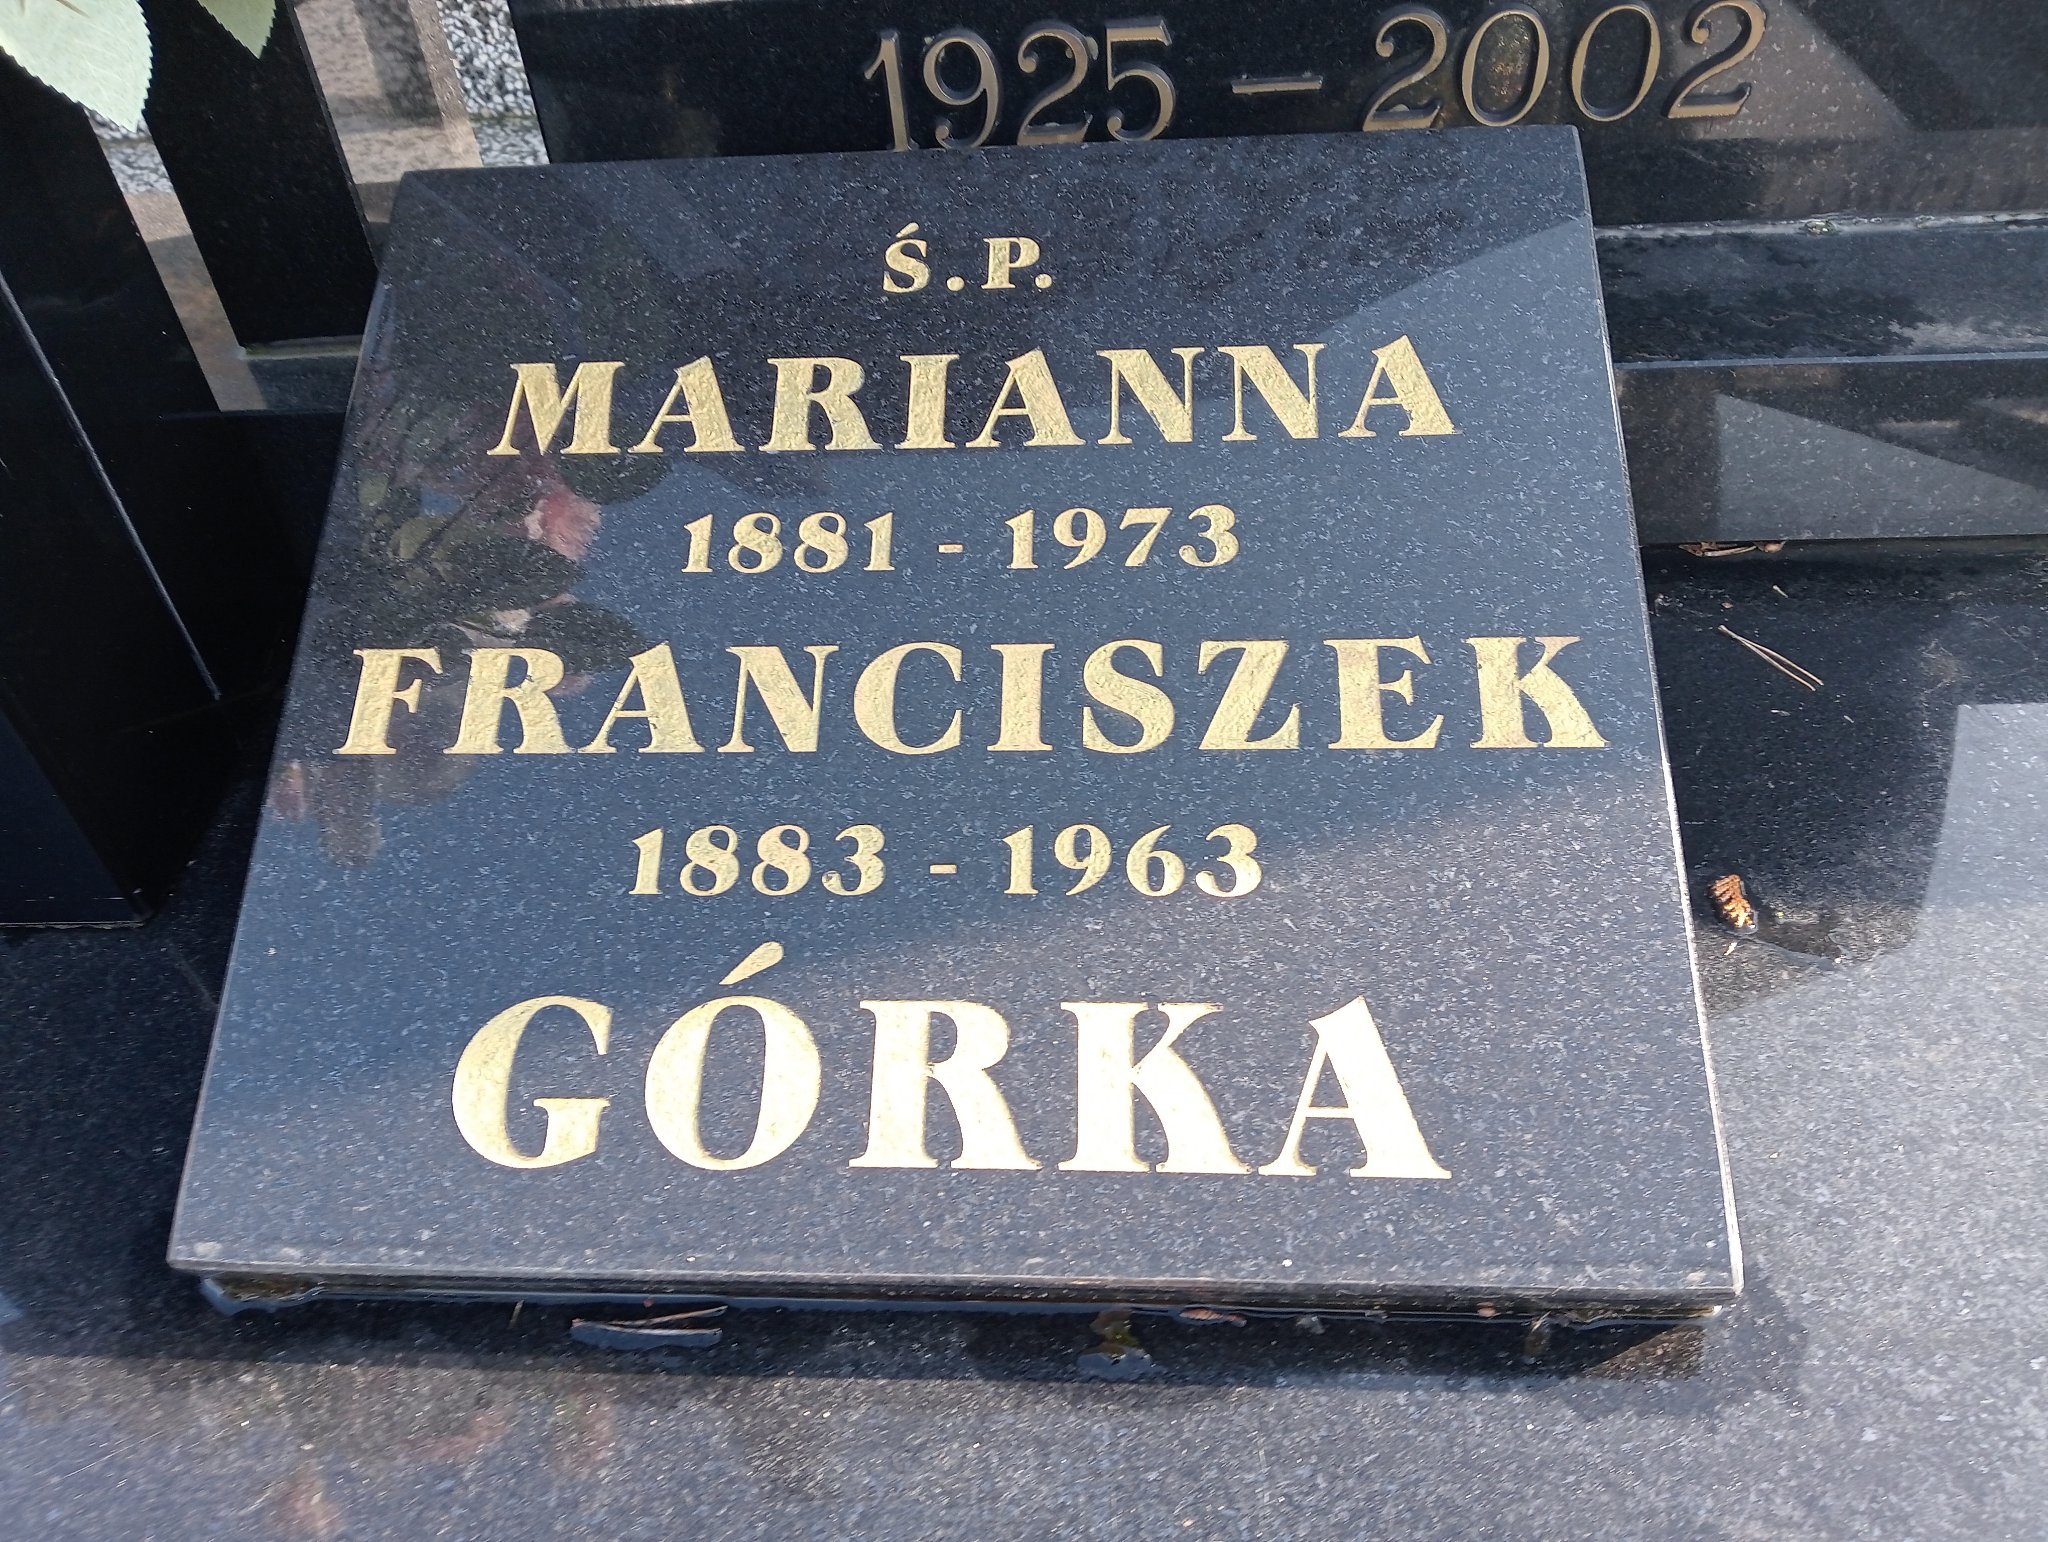 1925 - 2002
Ś.P.
MARIANNA
1881 - 1973
FRANCISZEK
1883 - 1963
GÓRKA